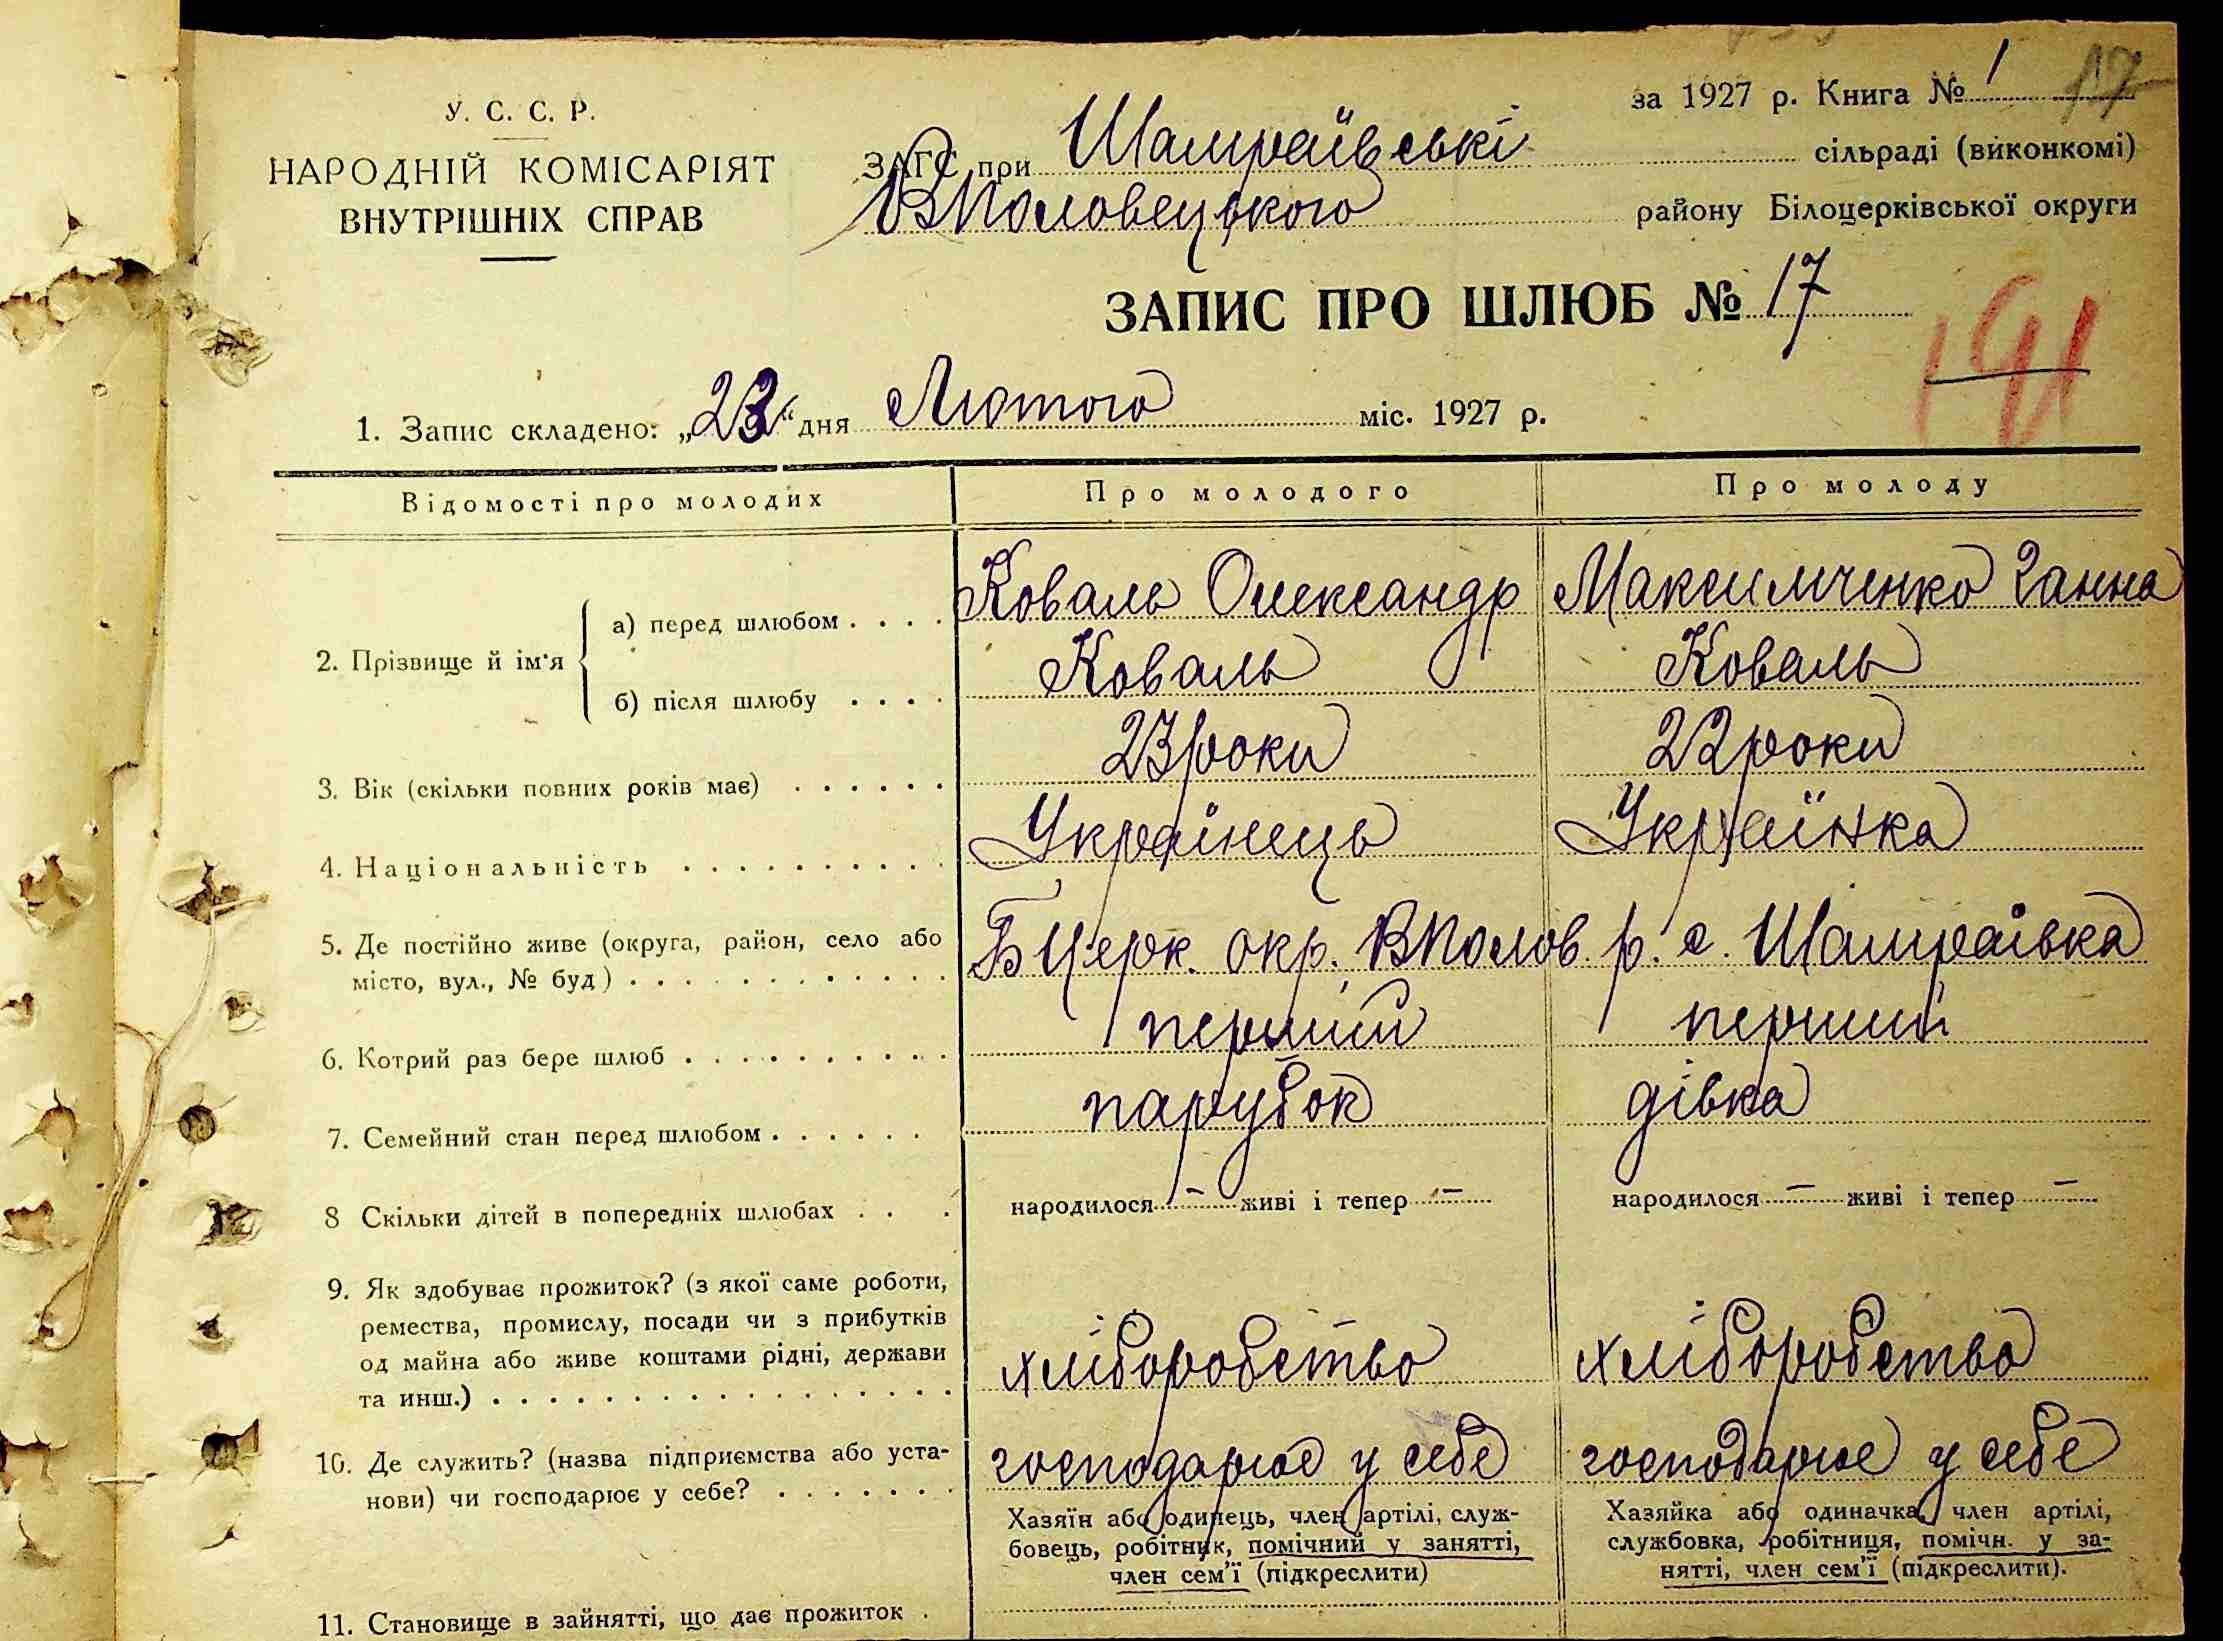 за 1927 р. Книга № 1 17
У. С. С. Р.
НАРОДНІЙ КОМІСАРІЯТ
ВНУТРІШНІХ СПРАВ
ЗАГС при Шамраївські сільраді (виконкомі)
ВПоловецького району Білоцерківської округи
ЗАПИС ПРО ШЛЮБ № 17
191
1. Запис складено: „23“ дня Лютого міс. 1927 р.
Відомості про молодих Про молодого Про молоду
2. Прізвище й ім'я
а) перед шлюбом . . . . Коваль Олександр Максимченко Ганна
б) після шлюбу . . . . Коваль Коваль
3. Вік (скільки повних років має) . . . . . . 23 роки 22 роки
4. Національність . . . . . . . . . . Українець Українка
5. Де постійно живе (округа, район, село або
місто, вул., № буд) . . . . . . . . . . . . БЦерк. окр. ВПолов. р. с. Шамраївка
6. Котрий раз бере шлюб . . . . . . . . . . перший перший
7. Семейний стан перед шлюбом . . . . . . парубок дівка
8 Скільки дітей в попередніх шлюбах . . . народилося — живі і тепер — народилося — живі і тепер —
9. Як здобуває прожиток? (з якої саме роботи,
ремества, промислу, посади чи з прибутків
од майна або живе коштами рідні, держави
та инш.) . . . . . . . . . . . . . . . . . хліборобство хліборобство
10. Де служить? (назва підприємства або уста-
нови) чи господарює у себе? . . . . . . . господарює у себе господарює у себе
11. Становище в зайнятті, що дає прожиток .
Хазяїн або одинець, член артілі, служ-
бовець, робітник, помічний у занятті,
член сем'ї (підкреслити)
Хазяйка або одиначка, член артілі,
службовка, робітниця, помічн. у за-
нятті, член сем'ї (підкреслити).